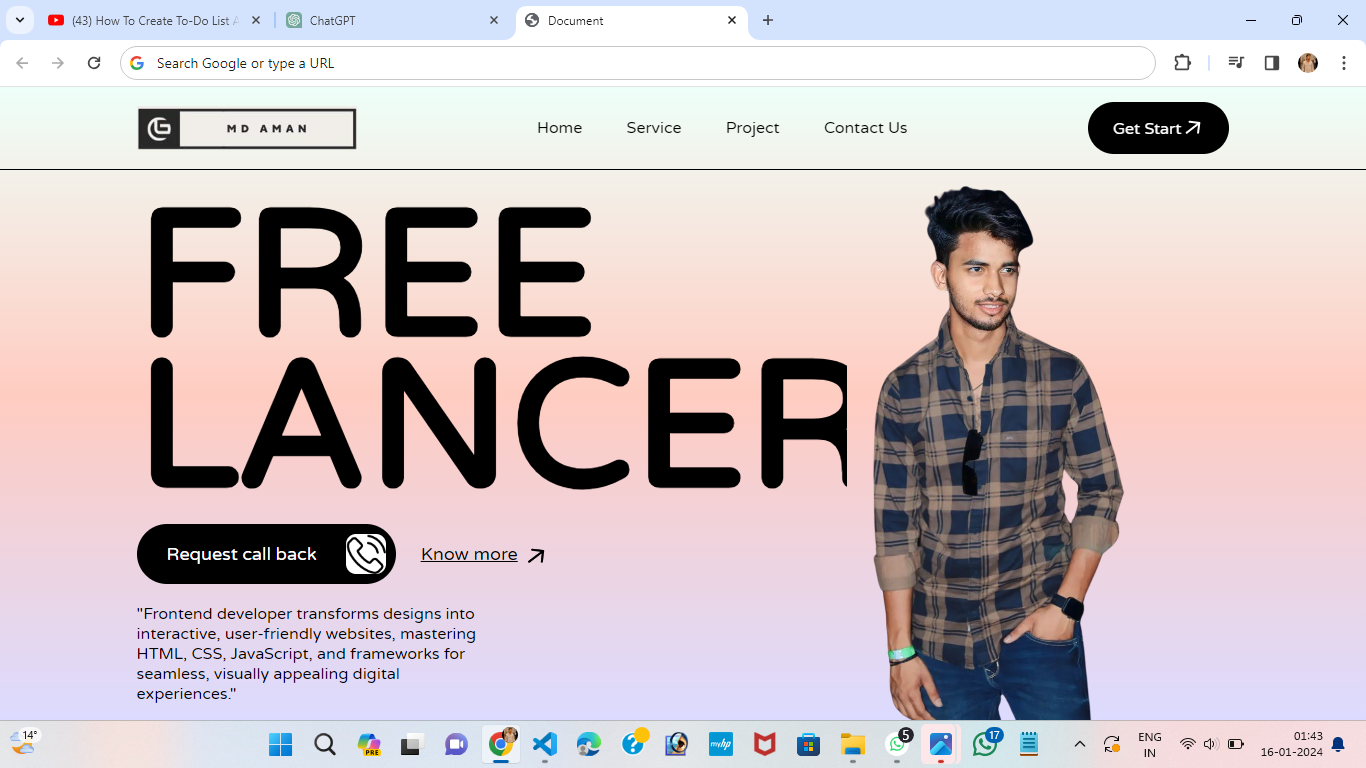 (43) How To Create To-Do List A
ChatGPT
Document
Search Google or type a URL
MD AMAN
Home
Service
Project
Contact Us
Get Start
FREE
LANCER
Request call back
Know more
"Frontend developer transforms designs into
interactive, user-friendly websites, mastering
HTML, CSS, JavaScript, and frameworks for
seamless, visually appealing digital
experiences."
14°
PRE
myhp
5
17
ENG
IN
01:43
16-01-2024